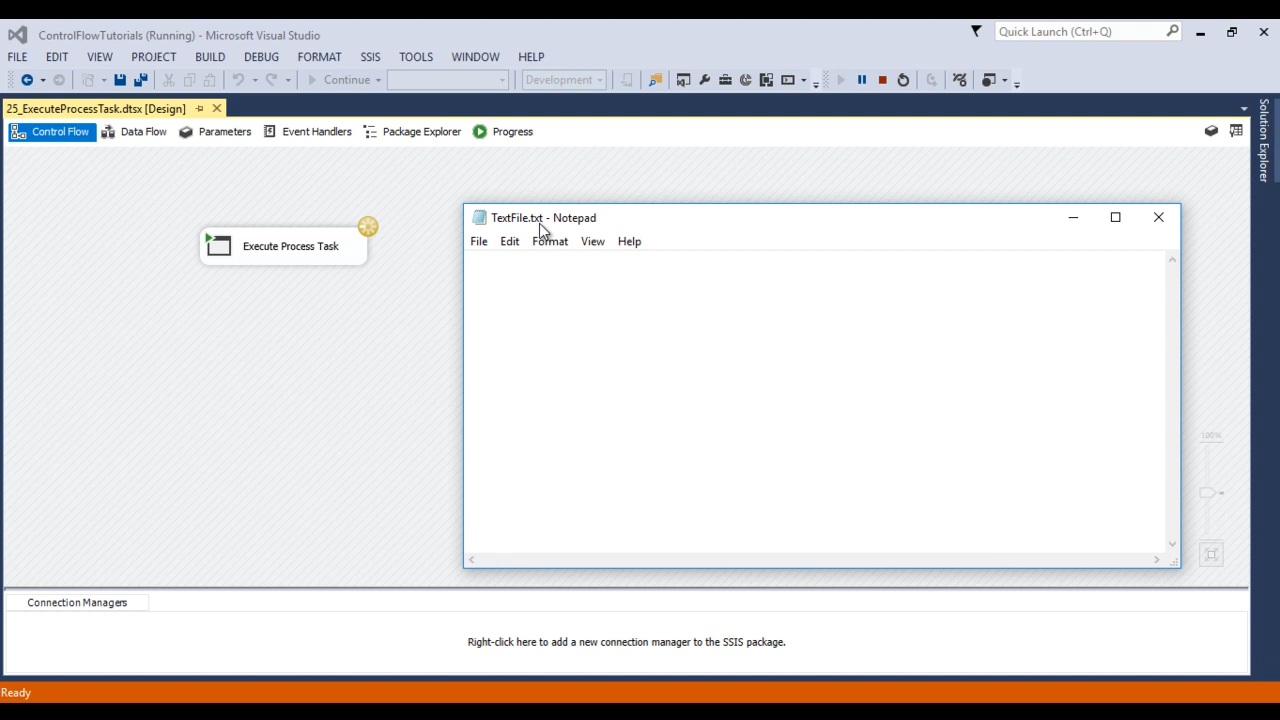 ControlFlowTutorials (Running) - Microsoft Visual Studio
Quick Launch (Ctrl+Q)
FILE EDIT VIEW PROJECT BUILD DEBUG FORMAT SSIS TOOLS WINDOW HELP
Continue Development
25_ExecuteProcessTask.dtsx [Design]
Control Flow Data Flow Parameters Event Handlers Package Explorer Progress
Solution Explorer
Execute Process Task
TextFile.txt - Notepad
File Edit Format View Help
100%
Connection Managers
Right-click here to add a new connection manager to the SSIS package.
Ready